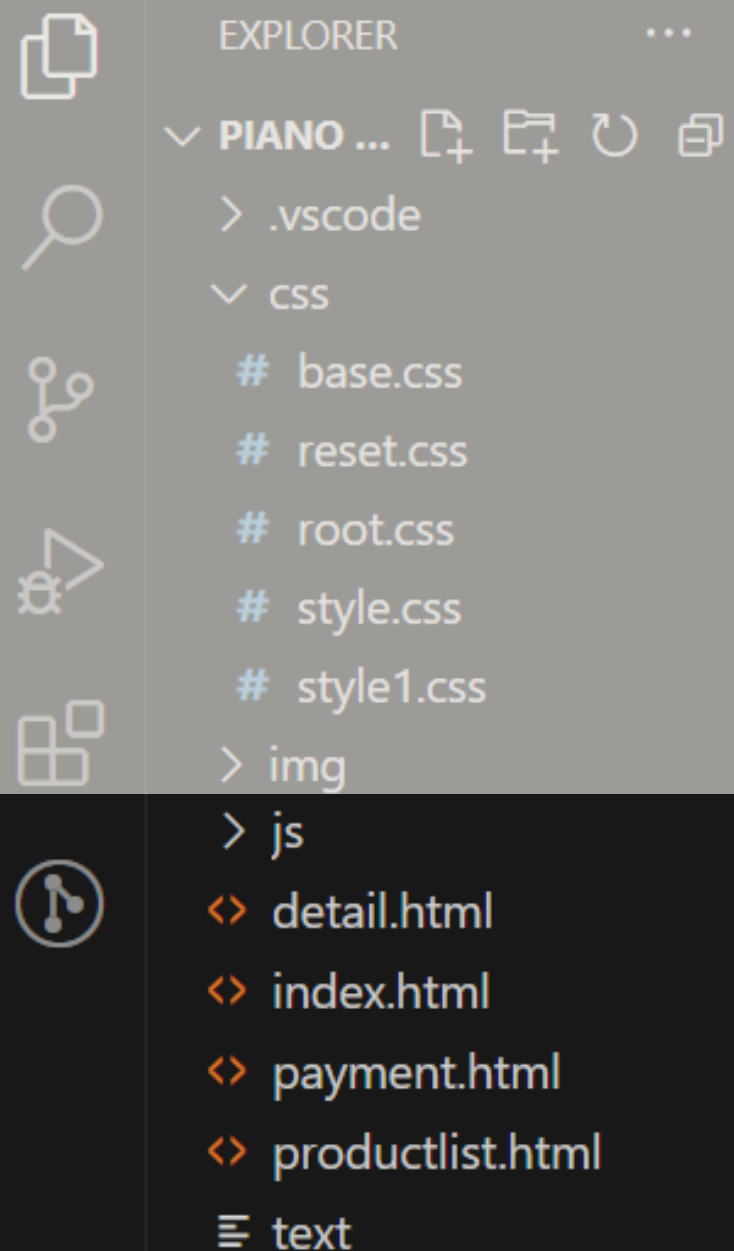 EXPLORER ...
PIANO ...
.vscode
css
# base.css
# reset.css
# root.css
# style.css
# style1.css
img
js
<> detail.html
<> index.html
<> payment.html
<> productlist.html
text